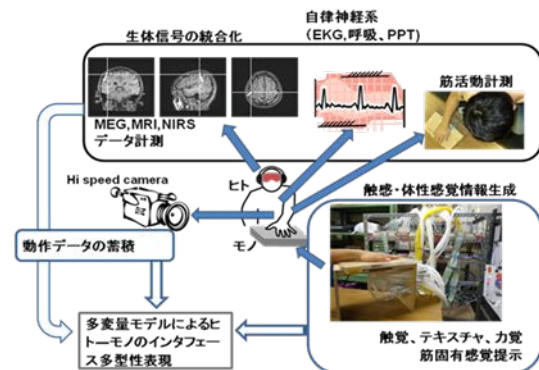 生体信号の統合化
自律神経系
(EKG,呼吸、PPT)
筋活動計測
MEG,MRI,NIRS
データ計測
Hi speed camera
ヒト
モノ
触感・体性感覚情報生成
動作データの蓄積
多変量モデルによるヒ
トーモノのインタフェー
ス多型性表現
触覚、テキスチャ、力覚
筋固有感覚提示